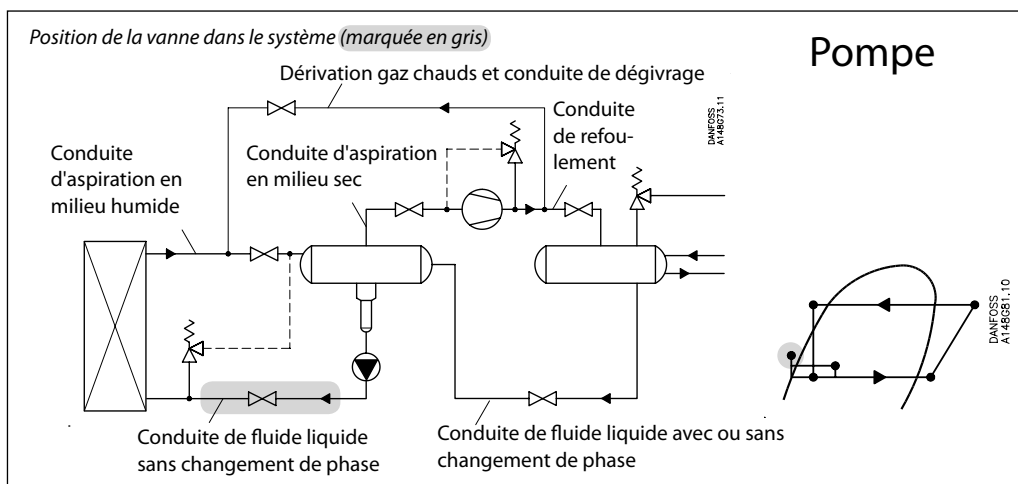 Position de la vanne dans le système (marquée en gris)
Pompe
Dérivation gaz chauds et conduite de dégivrage
Conduite
de refou-
lement
DANFOSS
A148G73.11
Conduite
d'aspiration en
milieu humide
Conduite d'aspiration
en milieu sec
DANFOSS
A148G81.10
Conduite de fluide liquide
sans changement de phase
Conduite de fluide liquide avec ou sans
changement de phase